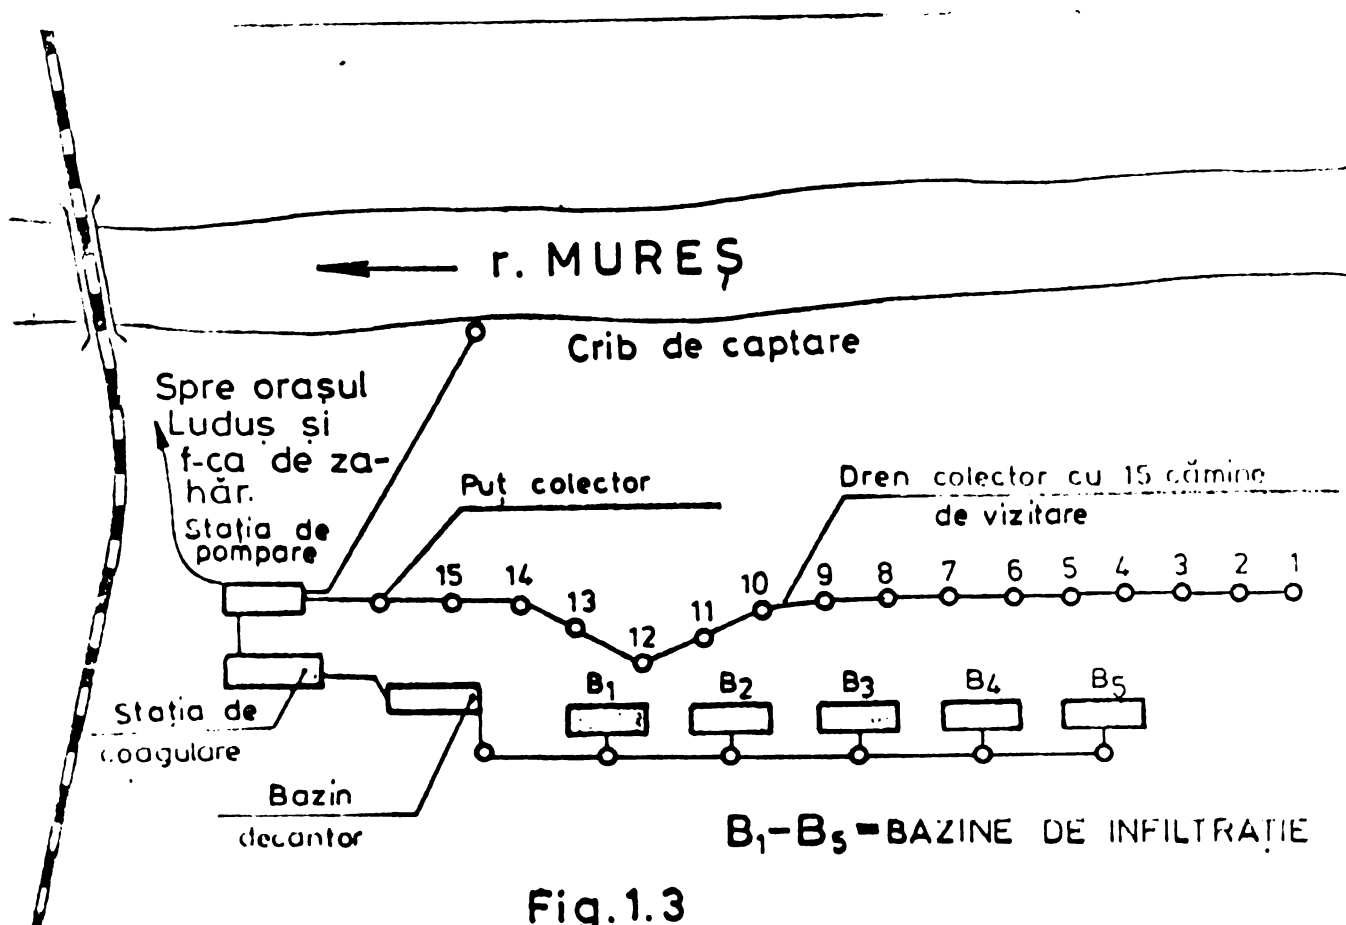 r. MUREȘ
Crib de captare
Spre orașul
Luduș și
f-ca de za-
hăr.
Stația de
pompare
Puț colector
Dren colector cu 15 cămine
de vizitare
15 14 13 12 11 10 9 8 7 6 5 4 3 2 1
B1 B2 B3 B4 B5
Stația de
coagulare
Bazin
decantor
B1-B5=BAZINE DE INFILTRAȚIE
Fig.1.3